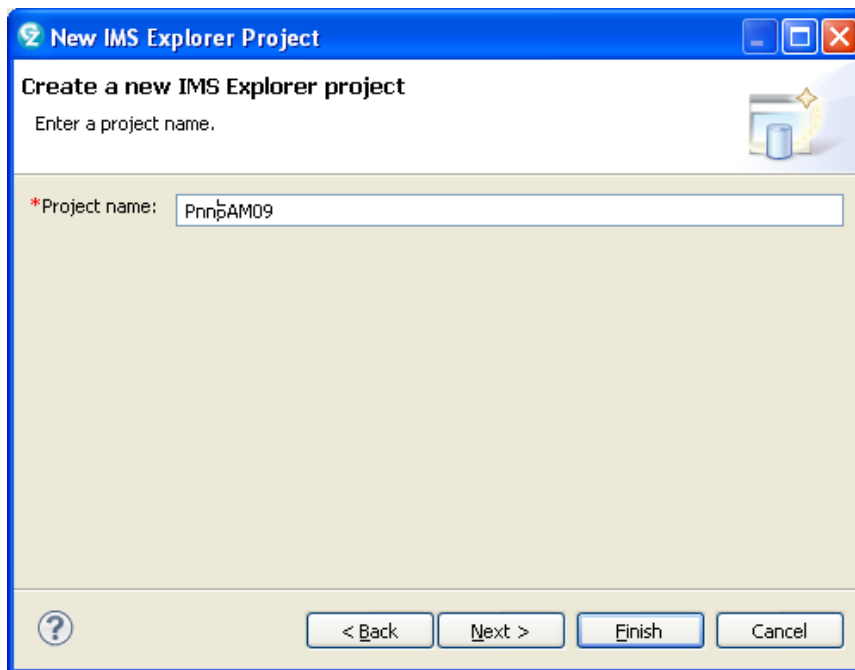 New IMS Explorer Project
Create a new IMS Explorer project
Enter a project name.
*Project name:
< Back Next > Finish Cancel